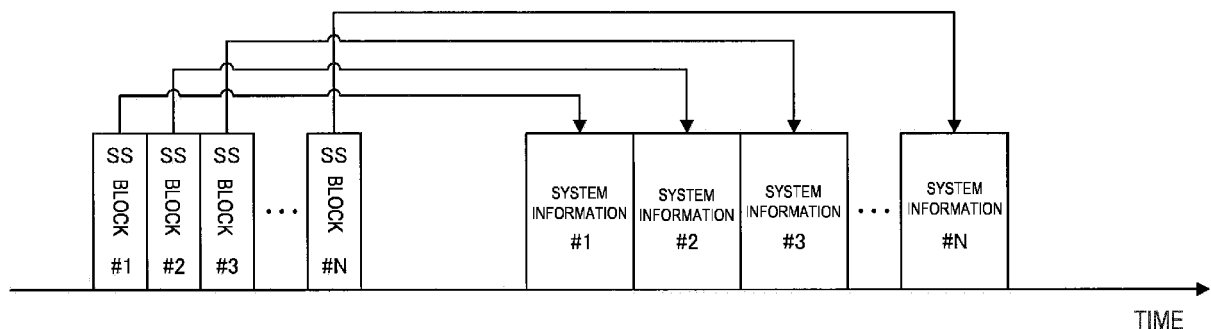 SS BLOCK #1
SS BLOCK #2
SS BLOCK #3
...
SS BLOCK #N
SYSTEM
INFORMATION
#1
SYSTEM
INFORMATION
#2
SYSTEM
INFORMATION
#3
...
SYSTEM
INFORMATION
#N
TIME